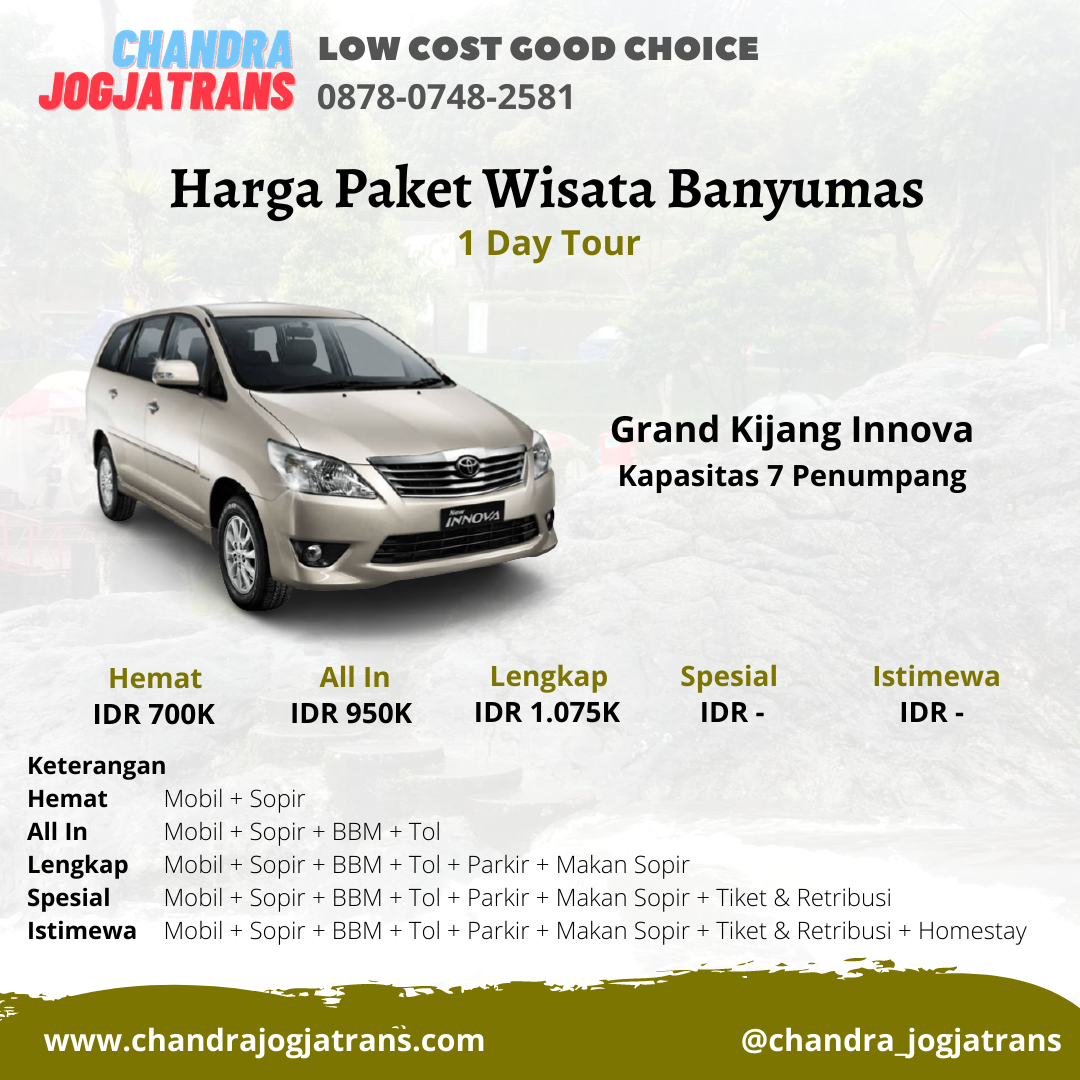 CHANDRA
JOGJATRANS
LOW COST GOOD CHOICE
0878-0748-2581
Harga Paket Wisata Banyumas
1 Day Tour
New
INNOVA
Grand Kijang Innova
Kapasitas 7 Penumpang
Hemat All In Lengkap Spesial Istimewa
IDR 700K IDR 950K IDR 1.075K IDR - IDR -
Keterangan
Hemat Mobil + Sopir
All In Mobil + Sopir + BBM + Tol
Lengkap Mobil + Sopir + BBM + Tol + Parkir + Makan Sopir
Spesial Mobil + Sopir + BBM + Tol + Parkir + Makan Sopir + Tiket & Retribusi
Istimewa Mobil + Sopir + BBM + Tol + Parkir + Makan Sopir + Tiket & Retribusi + Homestay
www.chandrajogjatrans.com
@chandra_jogjatrans